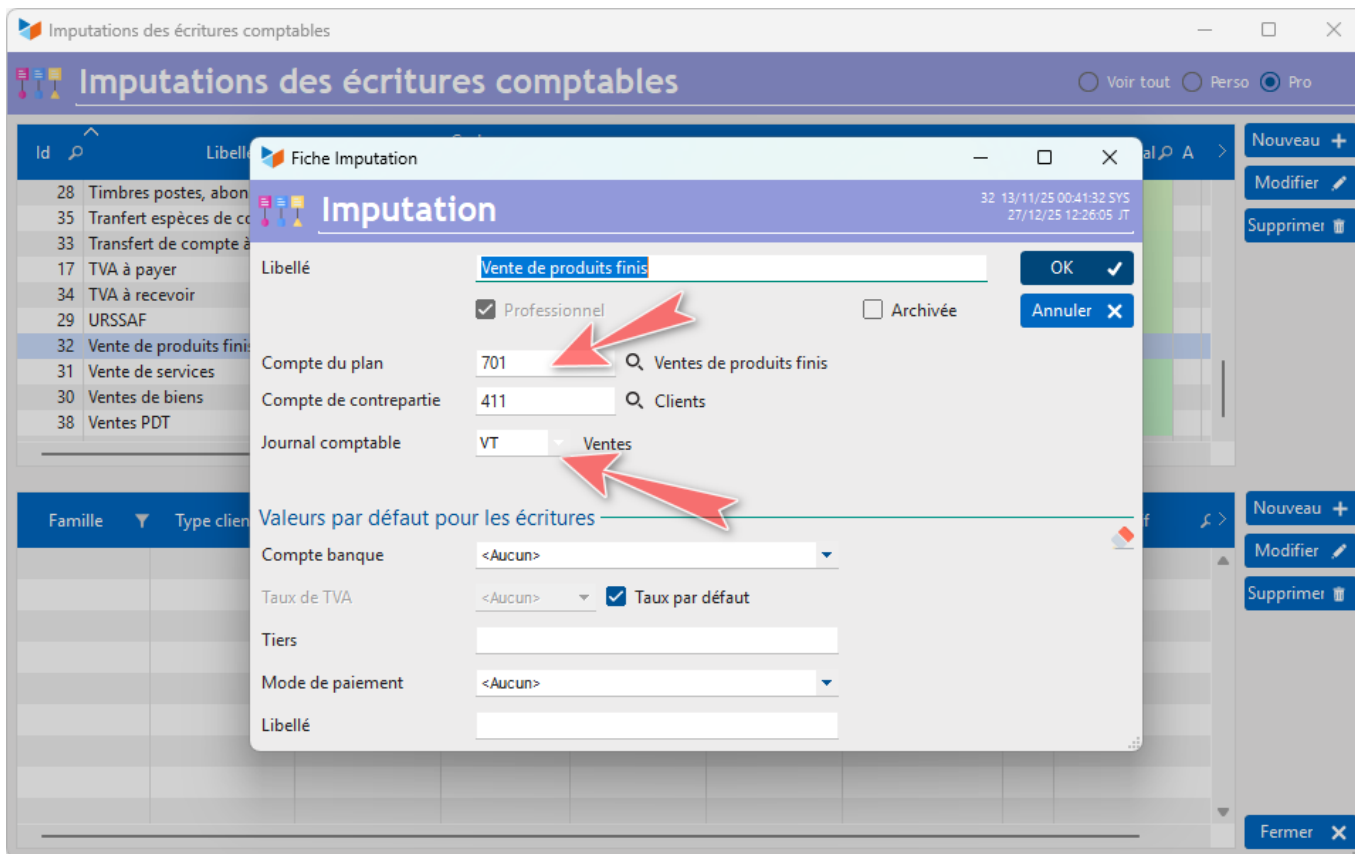 Imputations des écritures comptables
Imputations des écritures comptables
Voir tout Perso Pro
Id Libellé al A
Nouveau
Modifier
Supprimer
28 Timbres postes, abon
35 Tranfert espèces de co
33 Transfert de compte à
17 TVA à payer
34 TVA à recevoir
29 URSSAF
32 Vente de produits finis
31 Vente de services
30 Ventes de biens
38 Ventes PDT
Fiche Imputation
Imputation
32 13/11/25 00:41:32 SYS
27/12/25 12:26:05 JT
Libellé Vente de produits finis OK
Professionnel Archivée Annuler
Compte du plan 701 Ventes de produits finis
Compte de contrepartie 411 Clients
Journal comptable VT Ventes
Valeurs par défaut pour les écritures
Compte banque <Aucun>
Taux de TVA <Aucun> Taux par défaut
Tiers
Mode de paiement <Aucun>
Libellé
Famille Type clien f
Nouveau
Modifier
Supprimer
Fermer